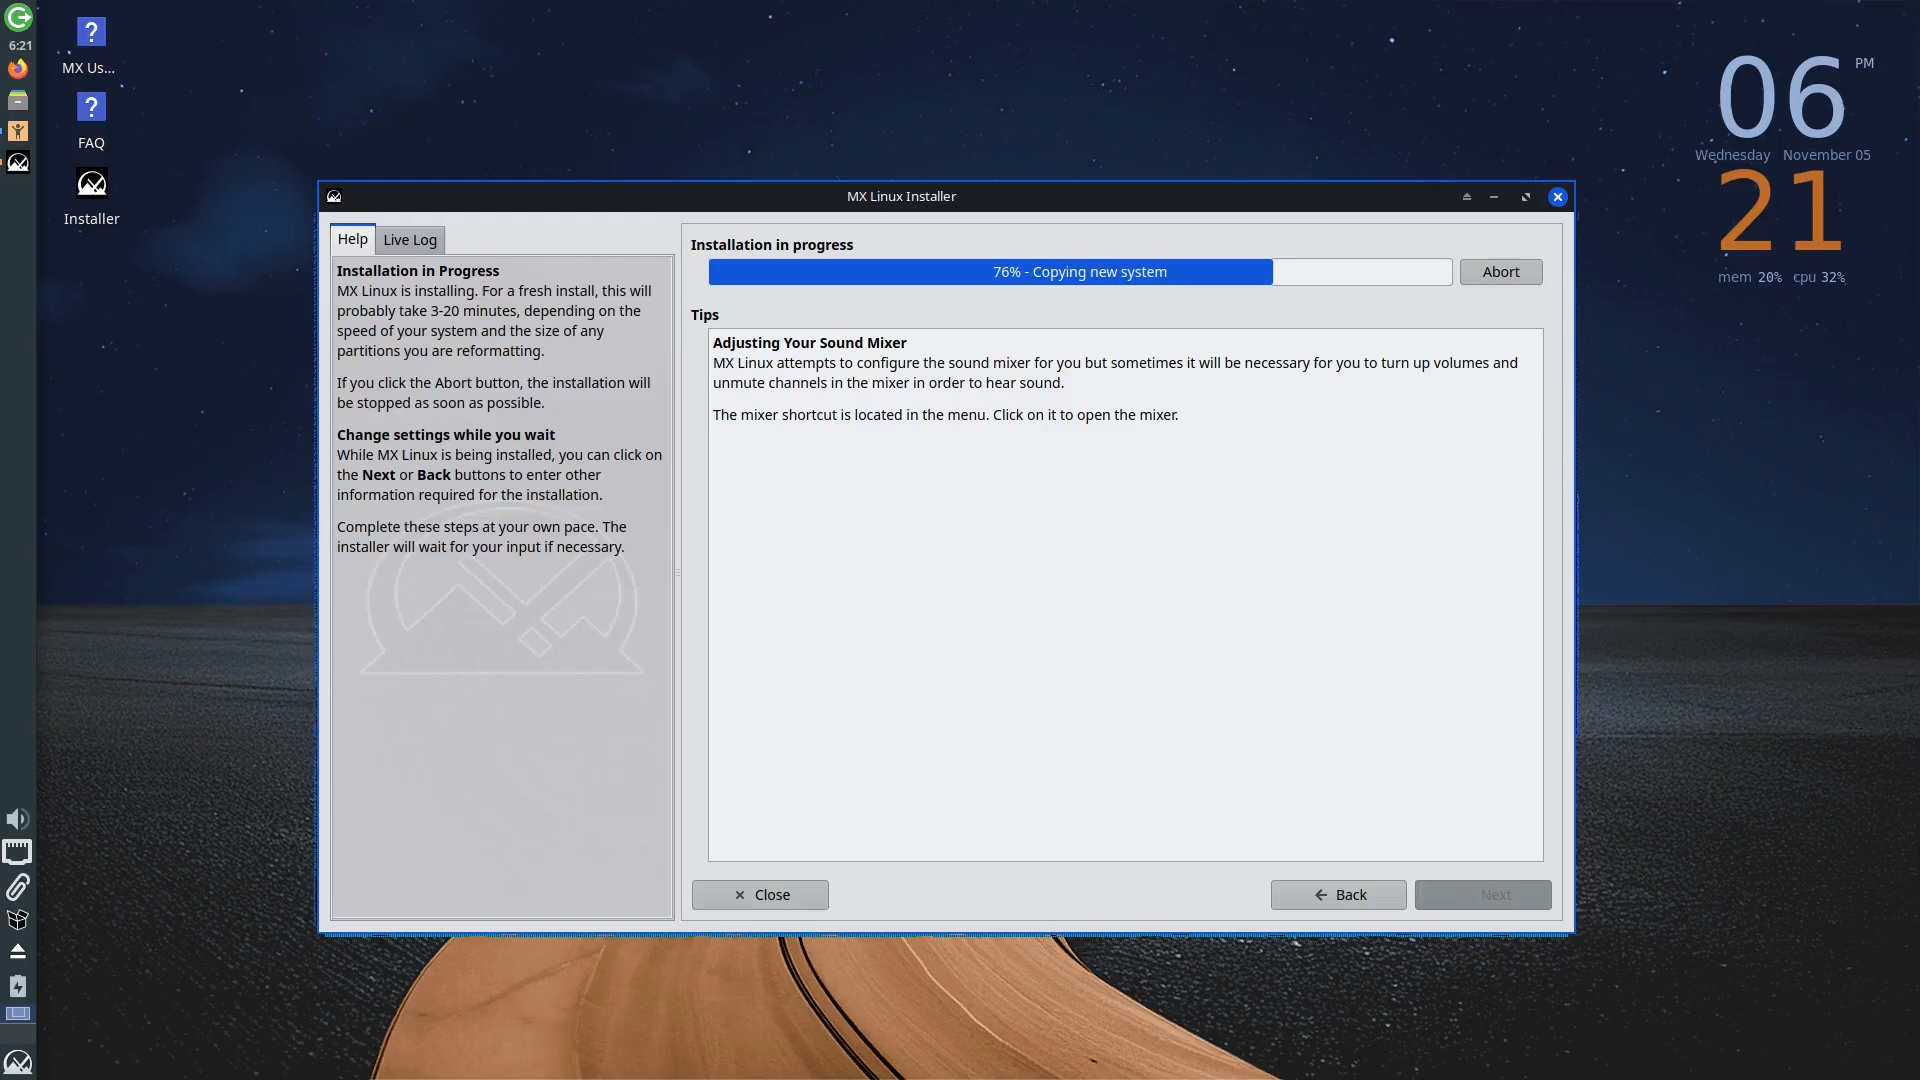 6:21
MX Us...
FAQ
Installer
06
PM
Wednesday November 05
21
mem 20% cpu 32%
MX Linux Installer
Help
Live Log
Installation in Progress
MX Linux is installing. For a fresh install, this will
probably take 3-20 minutes, depending on the
speed of your system and the size of any
partitions you are reformatting.
If you click the Abort button, the installation will
be stopped as soon as possible.
Change settings while you wait
While MX Linux is being installed, you can click on
the Next or Back buttons to enter other
information required for the installation.
Complete these steps at your own pace. The
installer will wait for your input if necessary.
Installation in progress
76% - Copying new system
Abort
Tips
Adjusting Your Sound Mixer
MX Linux attempts to configure the sound mixer for you but sometimes it will be necessary for you to turn up volumes and
unmute channels in the mixer in order to hear sound.
The mixer shortcut is located in the menu. Click on it to open the mixer.
Close
Back
Next